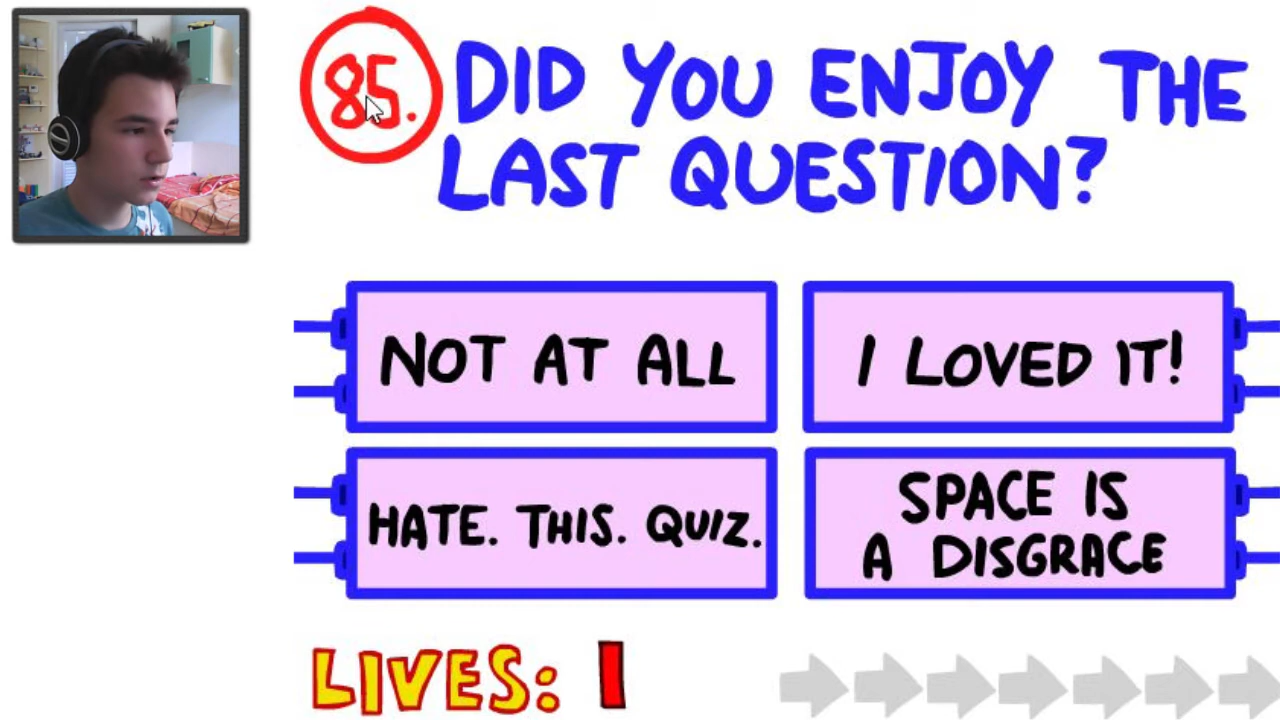 85. DID YOU ENJOY THE
LAST QUESTION?
NOT AT ALL
I LOVED IT!
HATE. THIS. QUIZ.
SPACE IS
A DISGRACE
LIVES: 1